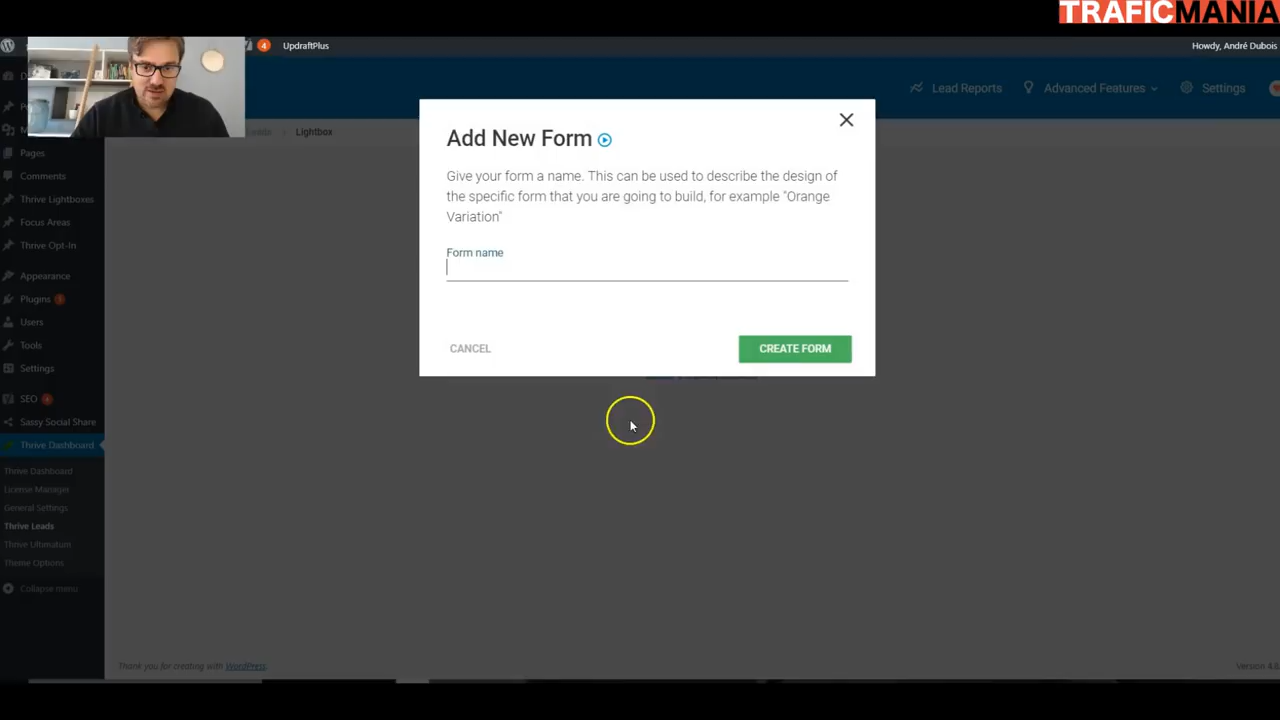 TRAFICMANIA
4
UpdraftPlus
Howdy, André Dubois
Lead Reports
Advanced Features
Settings
Lightbox
Add New Form
Give your form a name. This can be used to describe the design of
the specific form that you are going to build, for example "Orange
Variation"
Form name
CANCEL
CREATE FORM
Pages
Comments
Thrive Lightboxes
Focus Areas
Thrive Opt-In
Appearance
Plugins
Users
Tools
Settings
SEO
Sassy Social Share
Thrive Dashboard
Thrive Dashboard
License Manager
General Settings
Thrive Leads
Thrive Ultimatum
Theme Options
Collapse menu
Thank you for creating with WordPress.